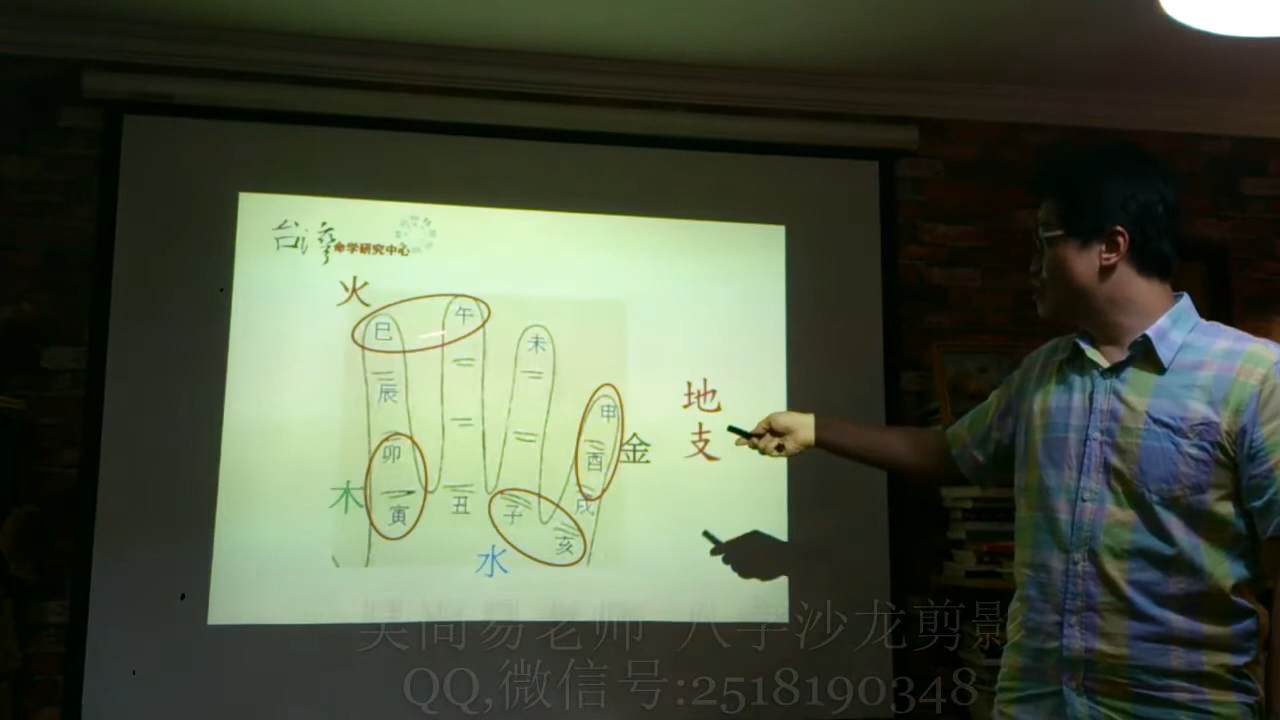 台湾命学研究中心
火
巳 午
未
辰
申
地
支
卯
酉
金
木
寅
丑
子
戌
亥
水
吴尚易老师 八字沙龙剪影
QQ,微信号:2518190348